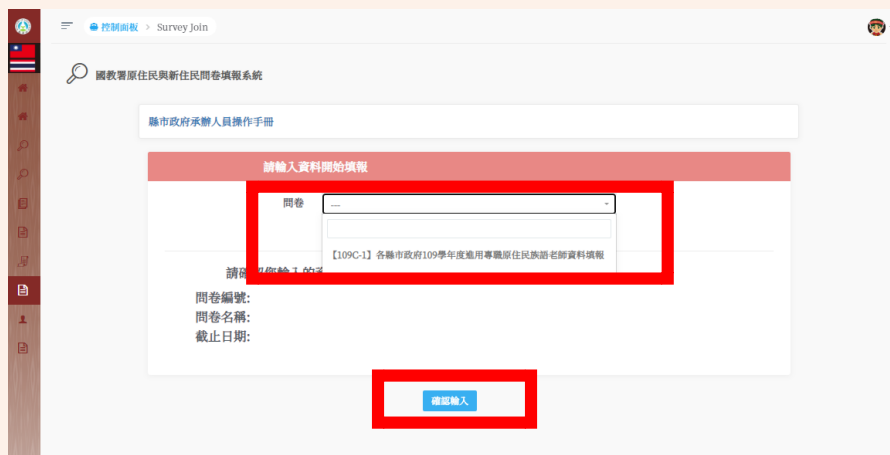 控制面板 > Survey Join
國教署原住民與新住民問卷填報系統
縣市政府承辦人員操作手冊
請輸入資料開始填報
問卷 ---
【109C-1】各縣市政府109學年度進用專職原住民族語老師資料填報
問卷編號:
問卷名稱:
截止日期:
確認輸入